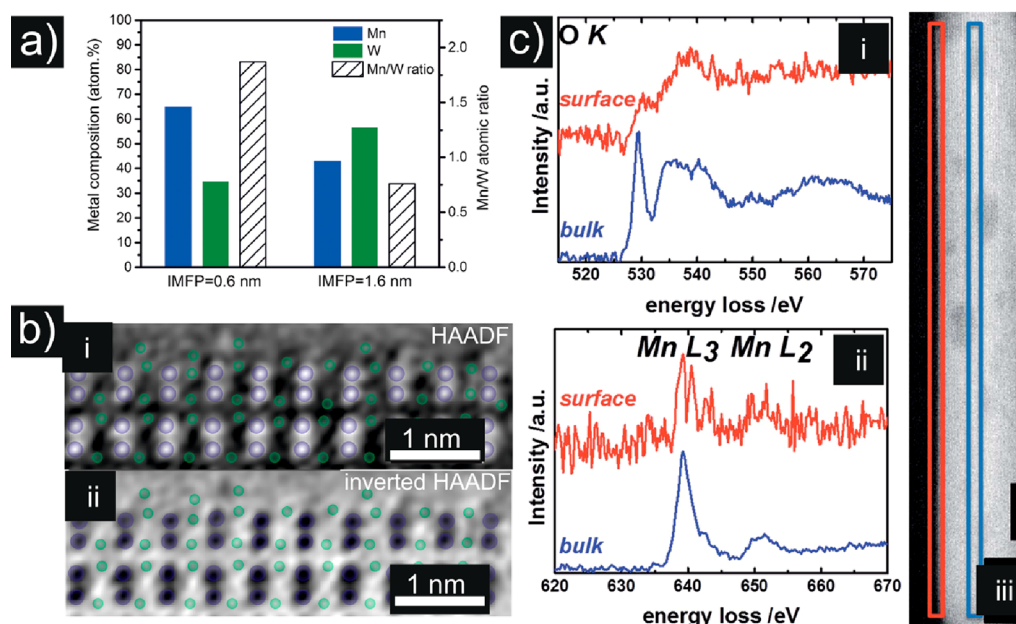 a)
Metal composition (atom.%)
100
90
80
70
60
50
40
30
20
10
0
Mn
W
Mn/W ratio
2.0
1.5
1.0
0.5
0.0
Mn/W atomic ratio
IMFP=0.6 nm
IMFP=1.6 nm
b)
i
HAADF
1 nm
ii
inverted HAADF
1 nm
c)
O K
i
surface
bulk
Intensity /a.u.
520
530
540
550
560
570
energy loss /eV
Mn L3 Mn L2
ii
surface
bulk
Intensity /a.u.
620
630
640
650
660
670
energy loss /eV
iii